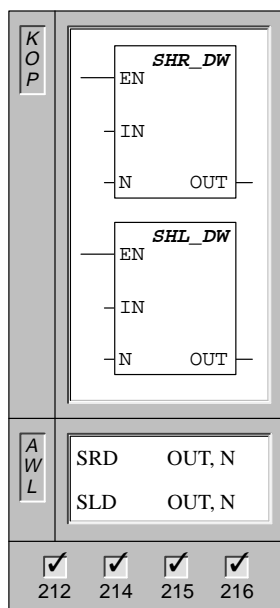 K
O
P
SHR_DW
EN
IN
N OUT
SHL_DW
EN
IN
N OUT
A
W
L
SRD OUT, N
SLD OUT, N
212 214 215 216